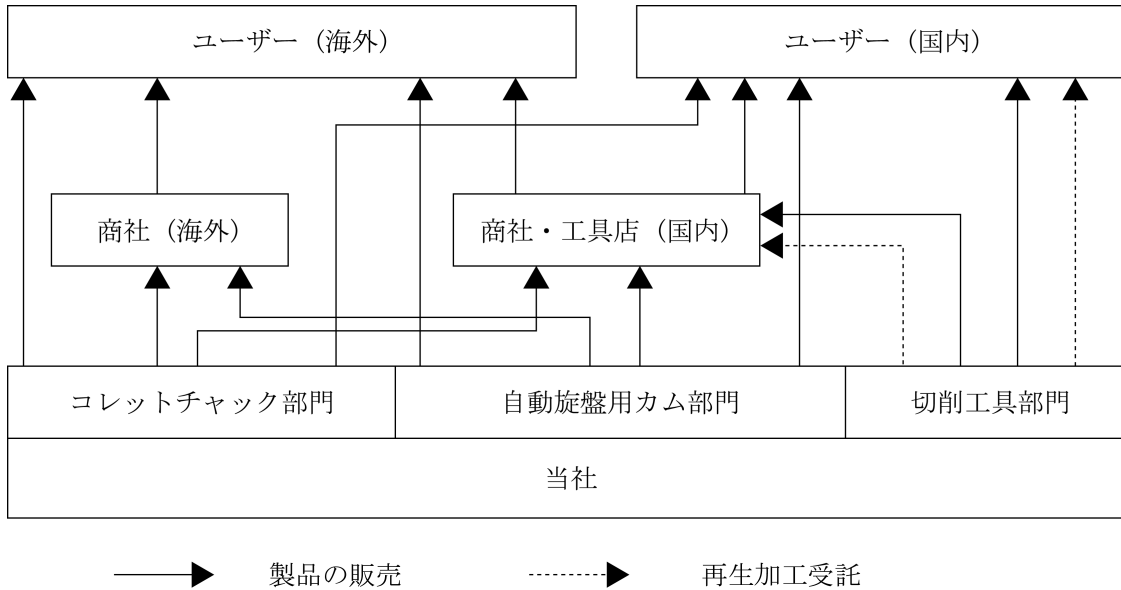 ユーザー（海外）
ユーザー（国内）
商社（海外）
商社・工具店（国内）
コレットチャック部門
自動旋盤用カム部門
切削工具部門
当社
製品の販売
再生加工受託